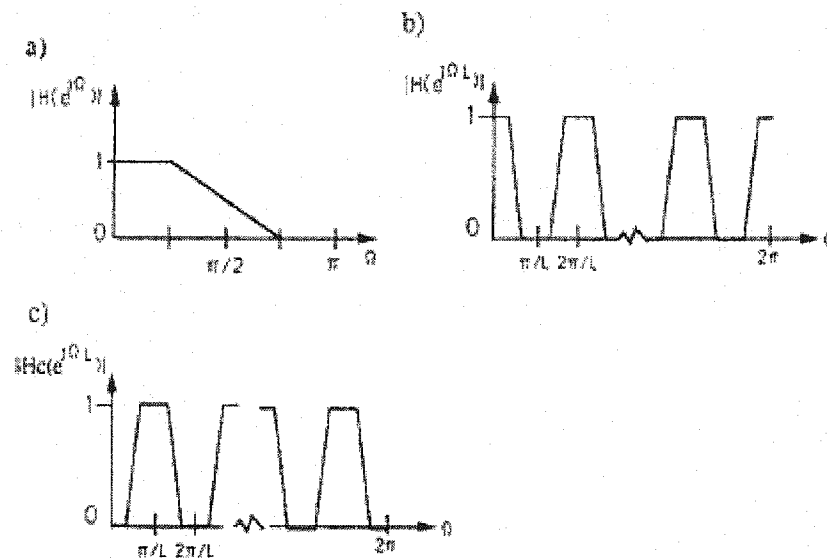 a)
|H(e^jΩ)|
1
0
π/2
π
Ω
b)
|H(e^jΩL)|
1
0
π/L
2π/L
2π
c)
|Hc(e^jΩL)|
1
0
π/L
2π/L
2π
Ω